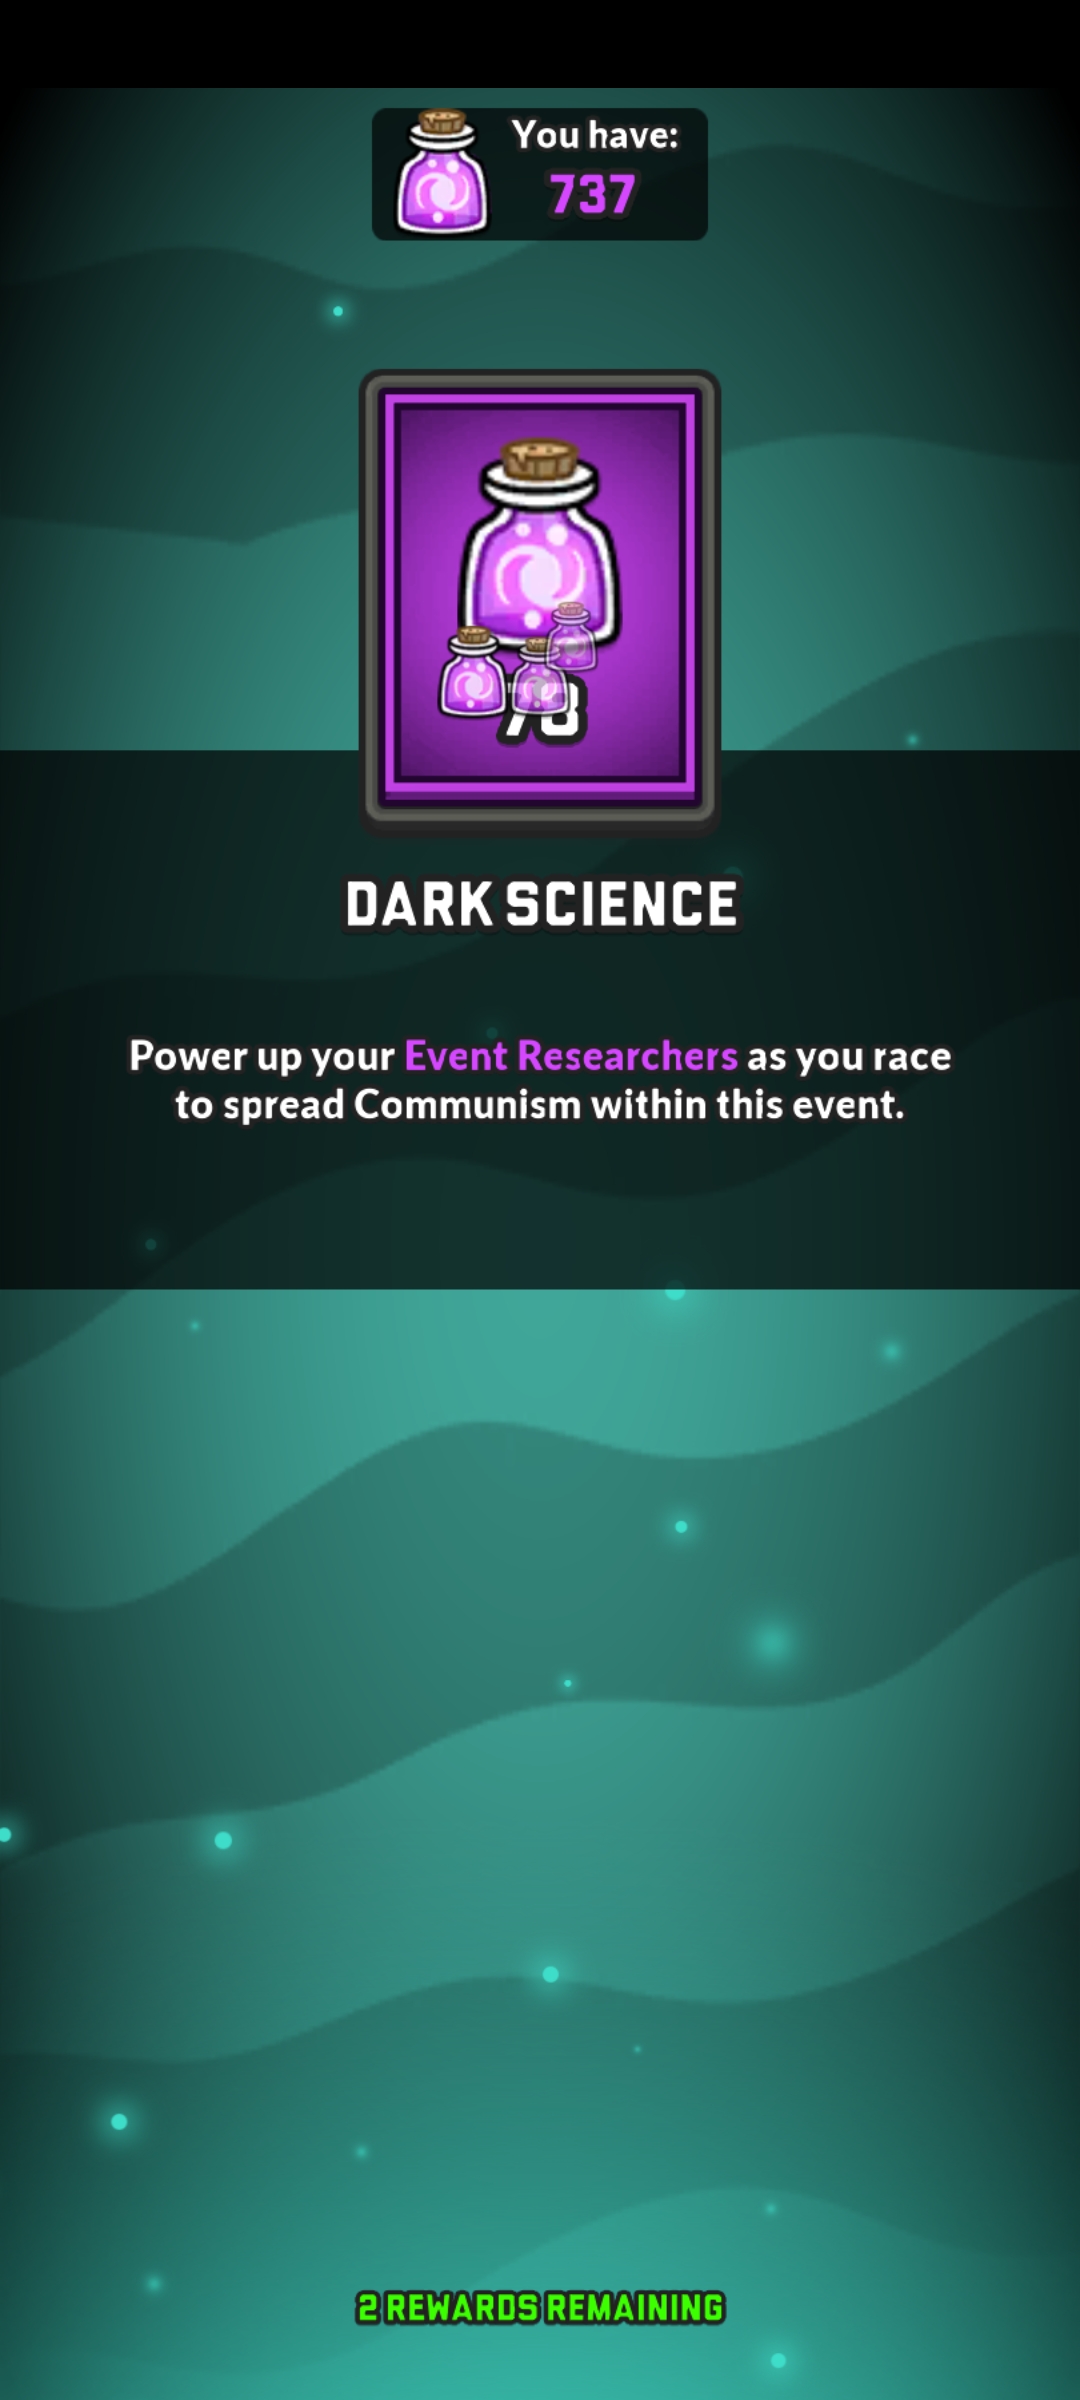 You have:
737
78
DARK SCIENCE
Power up your Event Researchers as you race
to spread Communism within this event.
2 REWARDS REMAINING